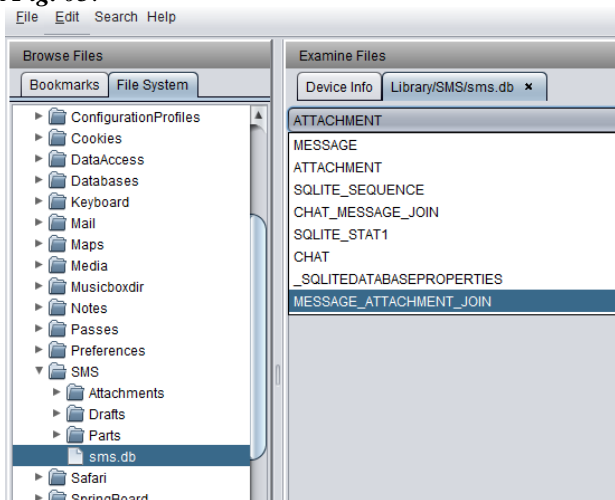 File Edit Search Help
Browse Files
Bookmarks File System
ConfigurationProfiles
Cookies
DataAccess
Databases
Keyboard
Mail
Maps
Media
Musicboxdir
Notes
Passes
Preferences
SMS
Attachments
Drafts
Parts
sms.db
Safari
SpringBoard
Examine Files
Device Info Library/SMS/sms.db ×
ATTACHMENT
MESSAGE
ATTACHMENT
SQLITE_SEQUENCE
CHAT_MESSAGE_JOIN
SQLITE_STAT1
CHAT
_SQLITEDATABASEPROPERTIES
MESSAGE_ATTACHMENT_JOIN